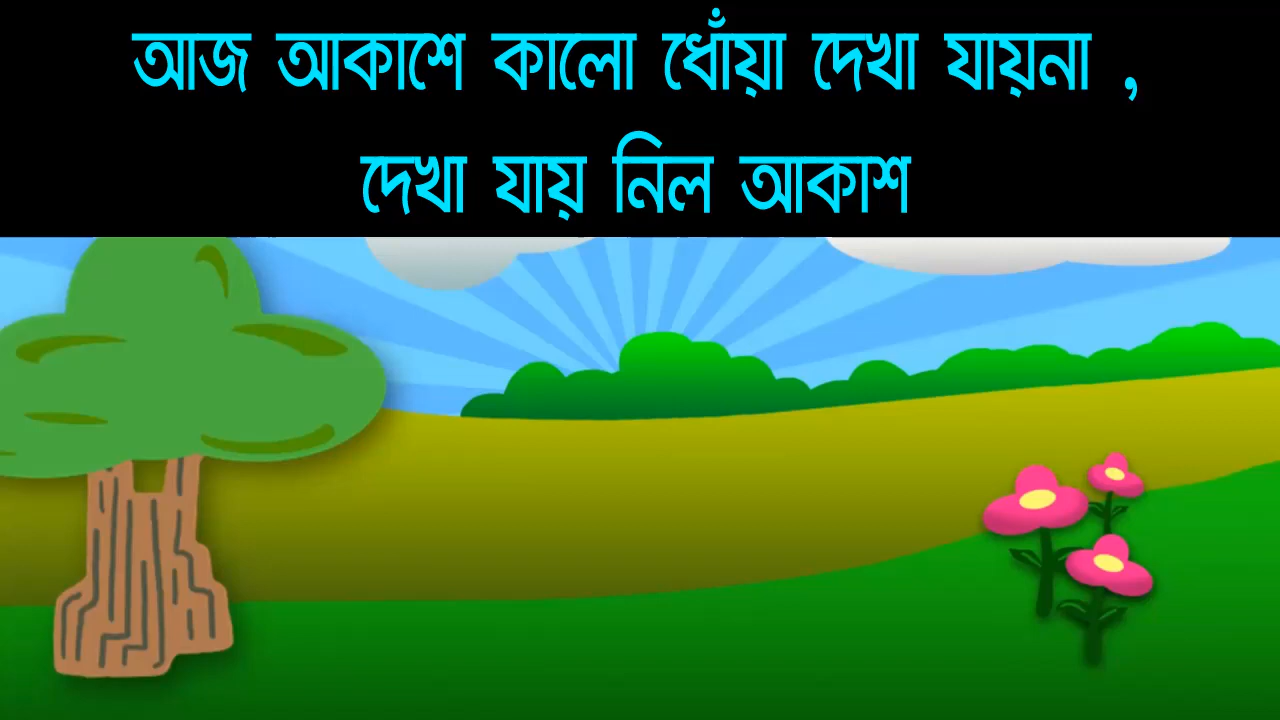 আজ আকাশে কালো ধোঁয়া দেখা যায়না ,
দেখা যায় নিল আকাশ